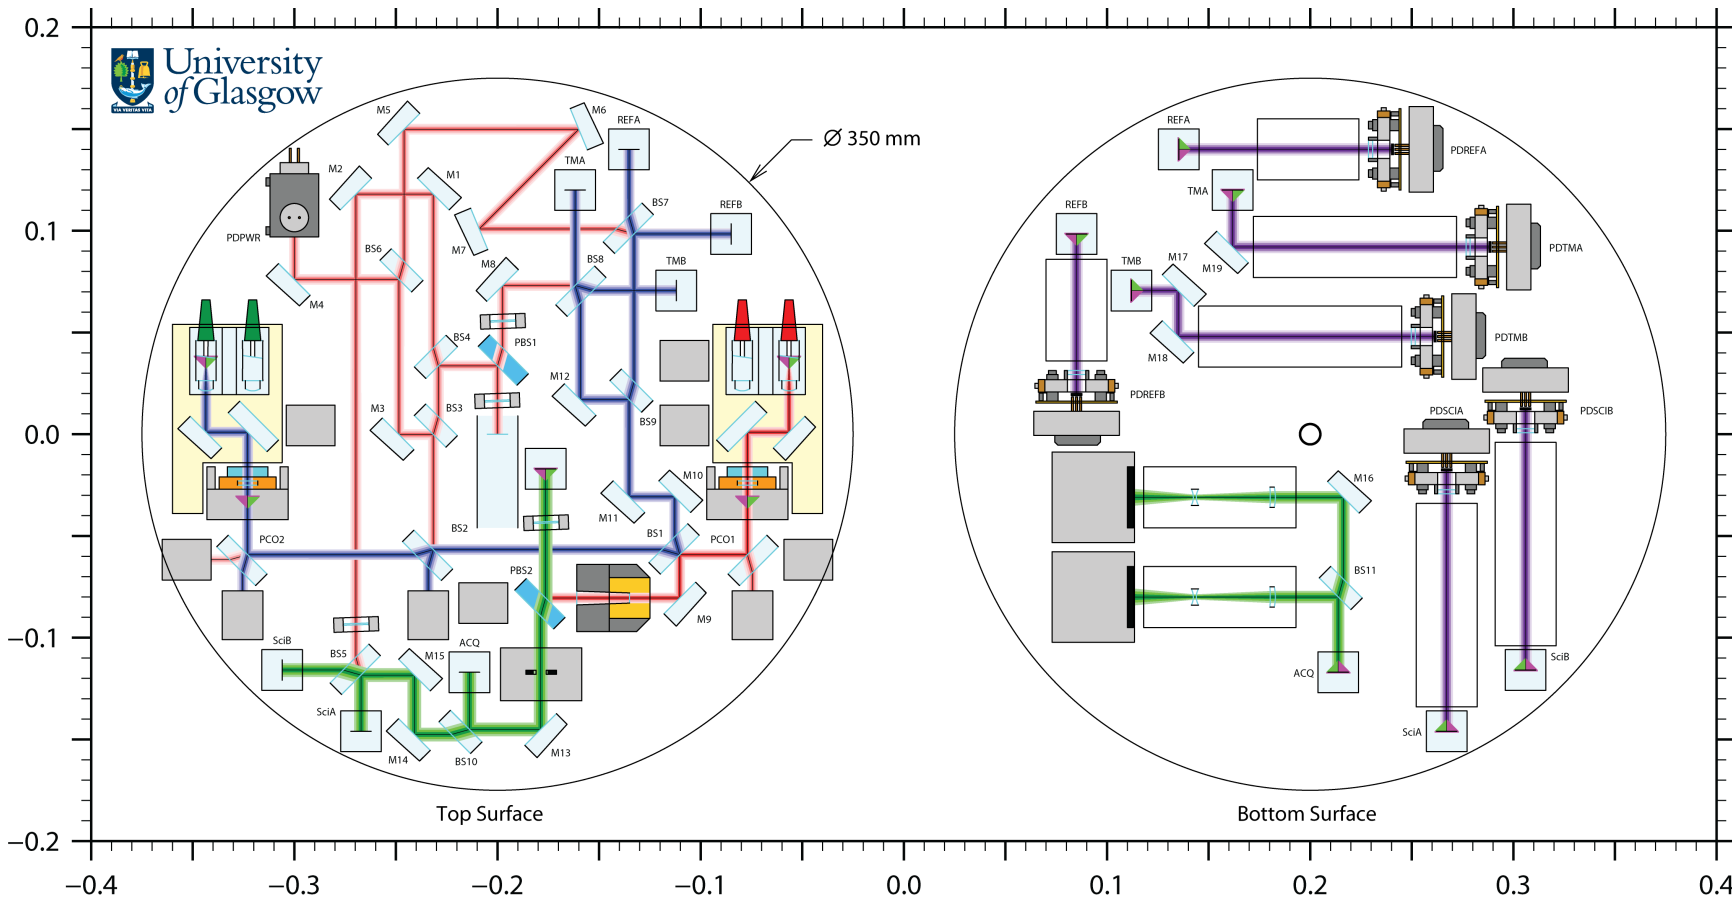 0.2
0.1
0.0
−0.1
−0.2
−0.4
−0.3
−0.2
−0.1
0.0
0.1
0.2
0.3
0.4
University
of Glasgow
VIA VERITAS VITA
Ø 350 mm
M5
M6
REFA
TMA
M2
M1
BS7
REFB
PDPWR
M7
BS6
M8
BS8
TMB
M4
BS4
PBS1
M12
M3
BS3
BS9
M10
M11
BS2
BS1
PCO1
PCO2
PBS2
M9
SciB
BS5
M15
ACQ
SciA
M14
BS10
M13
Top Surface
REFA
PDREFA
TMA
REFB
M19
PDTMA
TMB
M17
M18
PDTMB
PDREFB
PDSCIA
PDSCIB
M16
BS11
ACQ
SciB
SciA
Bottom Surface